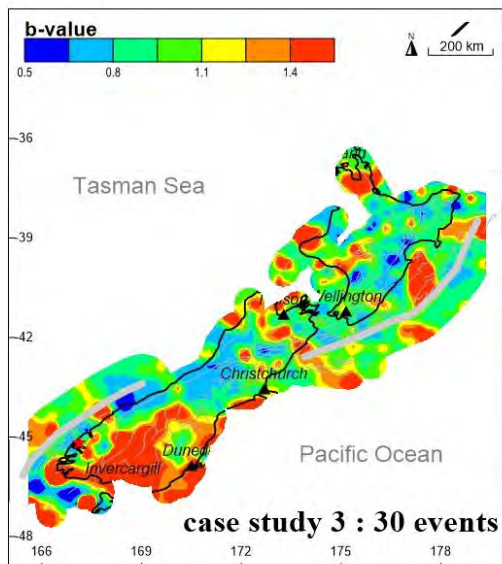 b-value
0.5 0.8 1.1 1.4
N
200 km
-36
Tasman Sea
-39
Wellington
-42
Christchurch
-45
Pacific Ocean
Invercargill
case study 3 : 30 events
-48
166 169 172 175 178